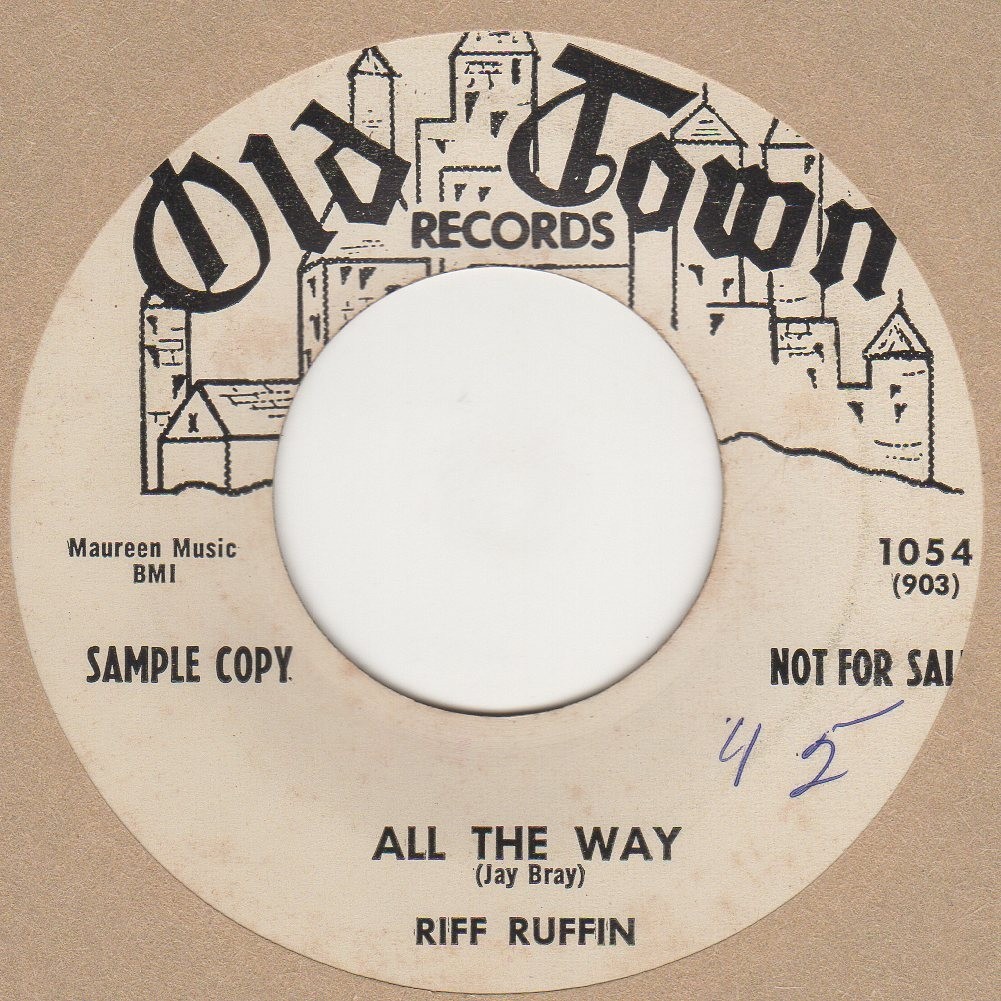 Old Town
RECORDS
Maureen Music
BMI
1054
(903)
SAMPLE COPY
NOT FOR SAL
45
ALL THE WAY
(Jay Bray)
RIFF RUFFIN